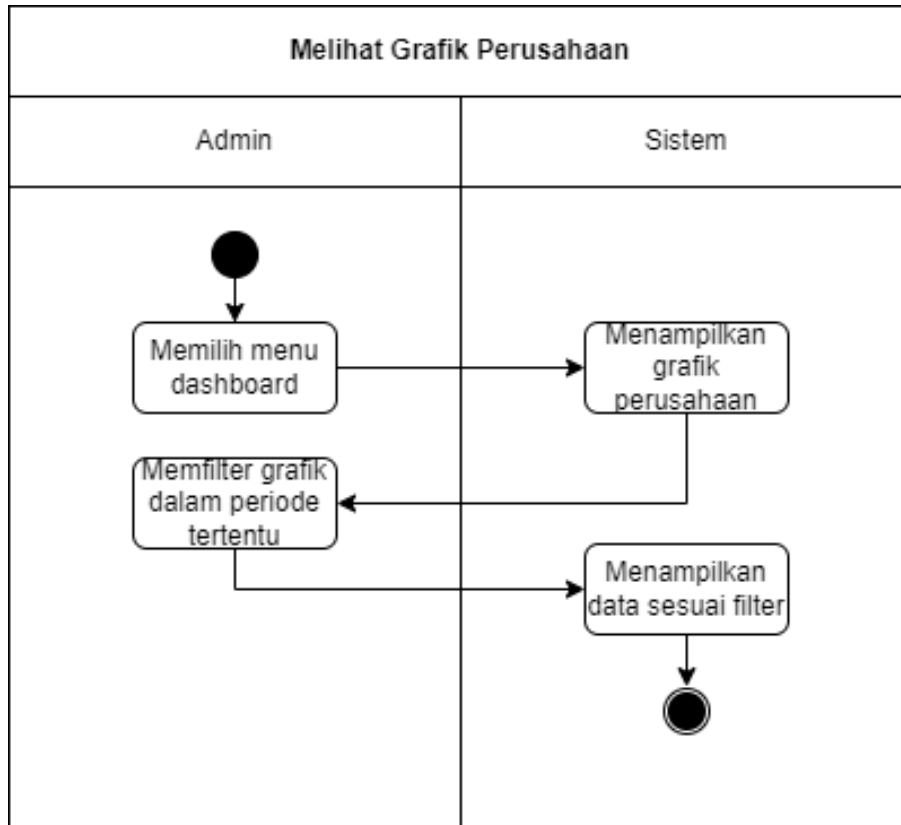 Melihat Grafik Perusahaan
Admin
Sistem
Memilih menu
dashboard
Menampilkan
grafik
perusahaan
Memfilter grafik
dalam periode
tertentu
Menampilkan
data sesuai filter